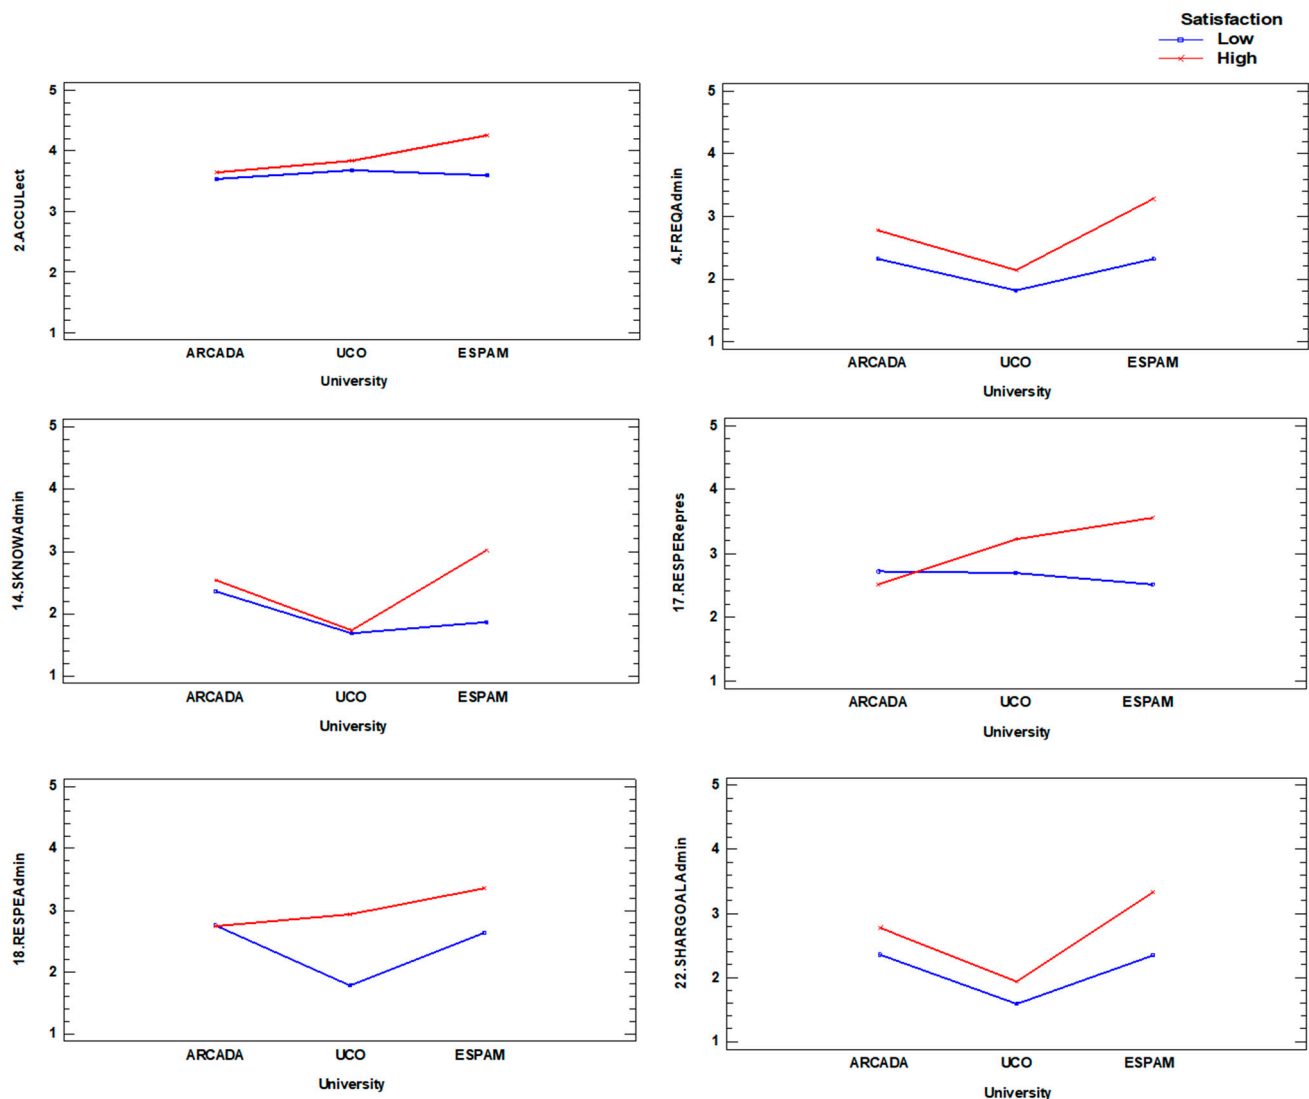 Satisfaction
Low
High
5
4
3
2
1
2.ACCULect
ARCADA UCO ESPAM
University
5
4
3
2
1
4.FREQAdmin
ARCADA UCO ESPAM
University
5
4
3
2
1
14.SKNOWAdmin
ARCADA UCO ESPAM
University
5
4
3
2
1
17.RESPERepres
ARCADA UCO ESPAM
University
5
4
3
2
1
18.RESPEAdmin
ARCADA UCO ESPAM
University
5
4
3
2
1
22.SHARGOALAdmin
ARCADA UCO ESPAM
University